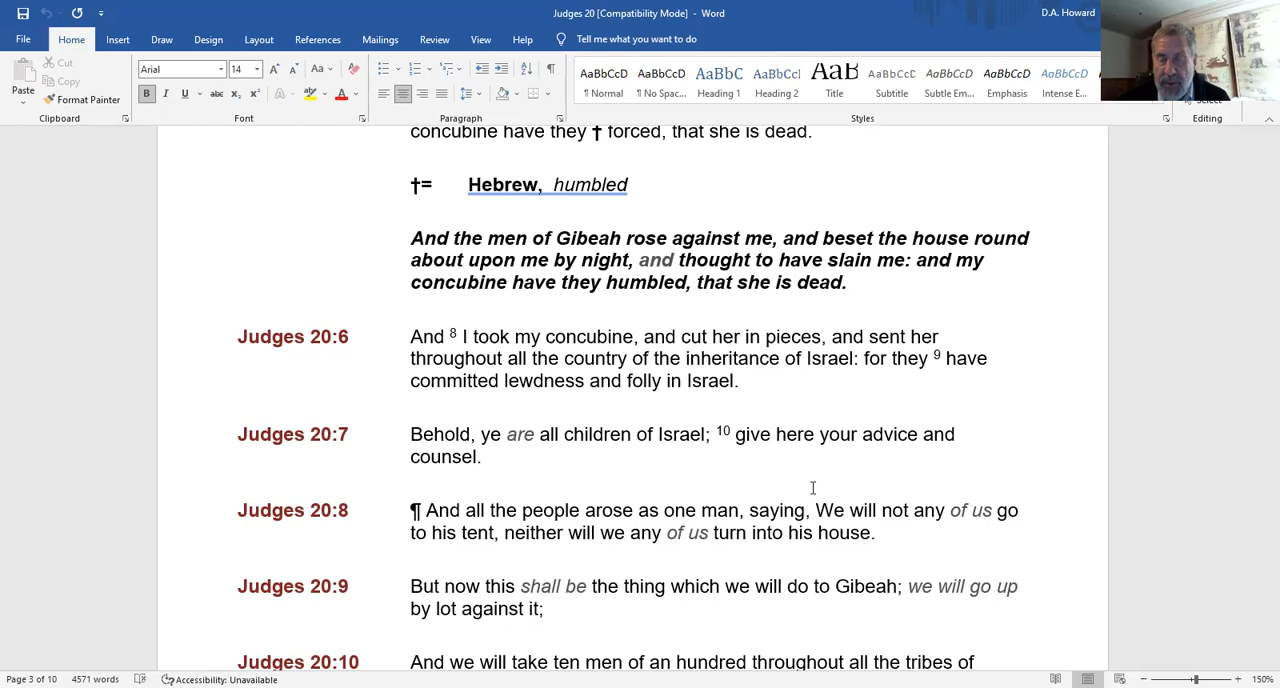 Judges 20 [Compatibility Mode] - Word
D.A. Howard
File Home Insert Draw Design Layout References Mailings Review View Help Tell me what you want to do
Paste
Cut
Copy
Format Painter
Clipboard
Arial 14
Aa
B I U abc x₂ x²
Font
Paragraph
AaBbCcD AaBbCcD AaBbC AaBbCcI AaB AaBbCcD AaBbCcD AaBbCcD AaBbCcD
¶ Normal ¶ No Spac... Heading 1 Heading 2 Title Subtitle Subtle Em... Emphasis Intense E...
Styles
Select
Editing
concubine have they † forced, that she is dead.
†= Hebrew, humbled
And the men of Gibeah rose against me, and beset the house round
about upon me by night, and thought to have slain me: and my
concubine have they humbled, that she is dead.
Judges 20:6 And ⁸ I took my concubine, and cut her in pieces, and sent her
throughout all the country of the inheritance of Israel: for they ⁹ have
committed lewdness and folly in Israel.
Judges 20:7 Behold, ye are all children of Israel; ¹⁰ give here your advice and
counsel.
Judges 20:8 ¶ And all the people arose as one man, saying, We will not any of us go
to his tent, neither will we any of us turn into his house.
Judges 20:9 But now this shall be the thing which we will do to Gibeah; we will go up
by lot against it;
Judges 20:10 And we will take ten men of an hundred throughout all the tribes of
Page 3 of 10 4571 words Accessibility: Unavailable 150%